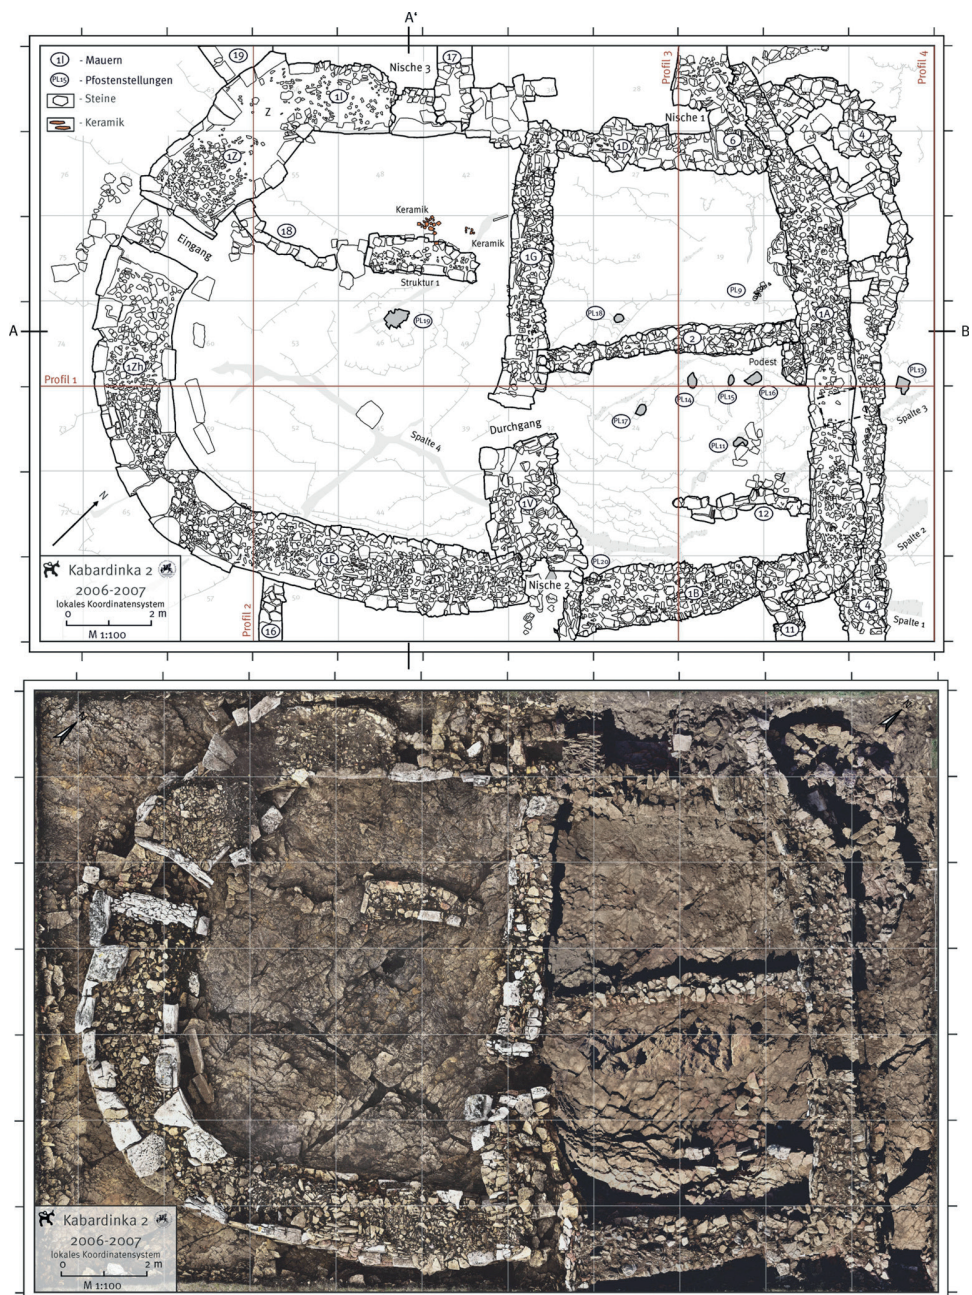 A'
1I - Mauern
PL15 - Pfostenstellungen
- Steine
- Keramik
19
17
Nische 3
Profil 3
Profil 4
1I
Z
1Z
Nische 1
1D
6
4
Keramik
18
Keramik
Eingang
Struktur 1
1G
PL9
PL18
PL19
1A
A
2
B
Podest
1Zh
Profil 1
PL13
PL14
PL15
PL16
PL17
Spalte 3
Durchgang
Spalte 4
PL11
N
1V
12
Spalte 2
1E
PL20
Nische 2
1B
4
Spalte 1
Kabardinka 2
2006-2007
lokales Koordinatensystem
0 2 m
M 1:100
Profil 2
16
11
Kabardinka 2
2006-2007
lokales Koordinatensystem
0 2 m
M 1:100